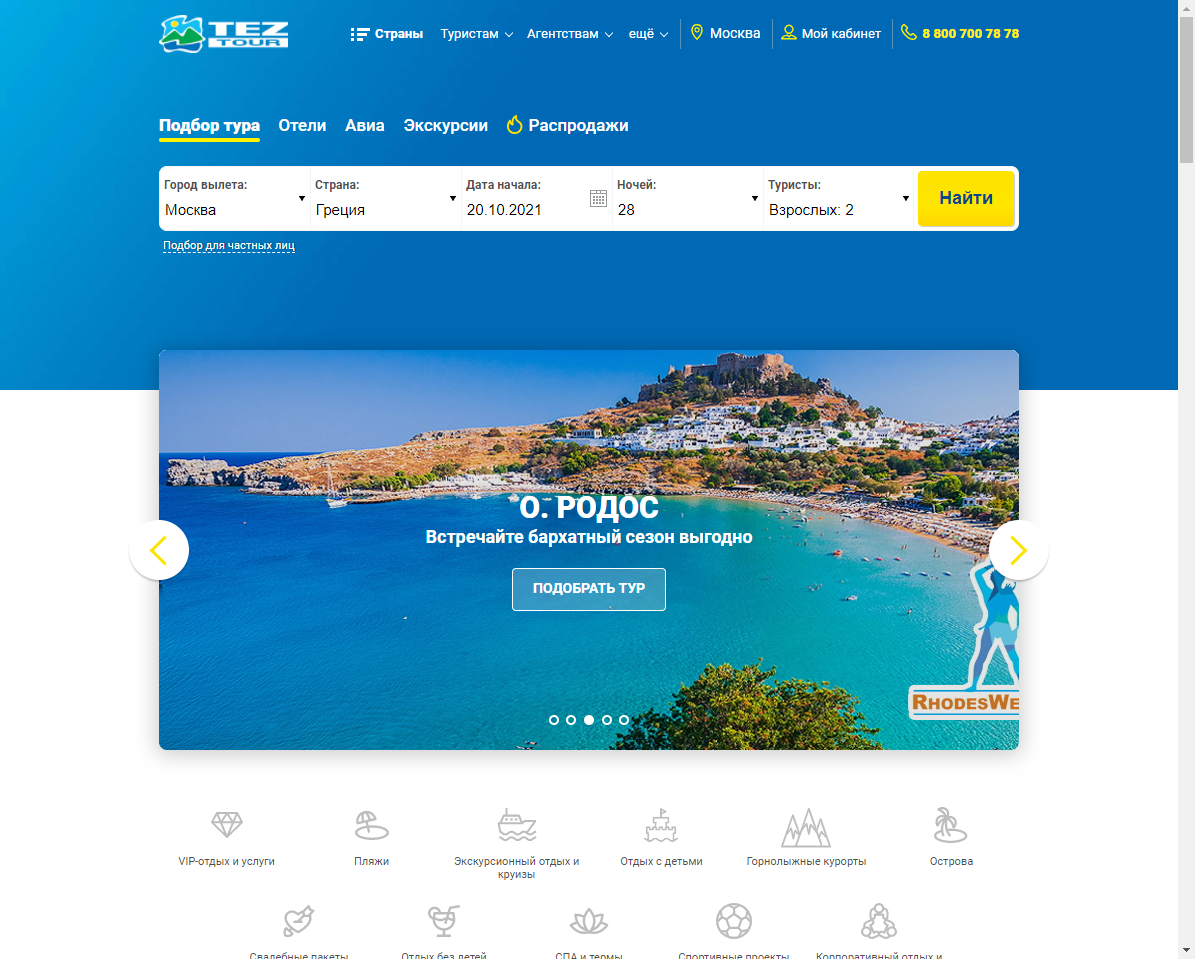 TEZ TOUR
Страны Туристам Агентствам ещё Москва Мой кабинет 8 800 700 78 78
Подбор тура Отели Авиа Экскурсии Распродажи
Город вылета: Страна: Дата начала: Ночей: Туристы:
Москва Греция 20.10.2021 28 Взрослых: 2 Найти
Подбор для частных лиц
О. РОДОС
Встречайте бархатный сезон выгодно
ПОДОБРАТЬ ТУР
RHODESWE
VIP-отдых и услуги Пляжи Экскурсионный отдых и Отдых с детьми Горнолыжные курорты Острова
круизы
Свадебные пакеты Отдых без детей СПА и термы Спортивные проекты Корпоративный отдых и